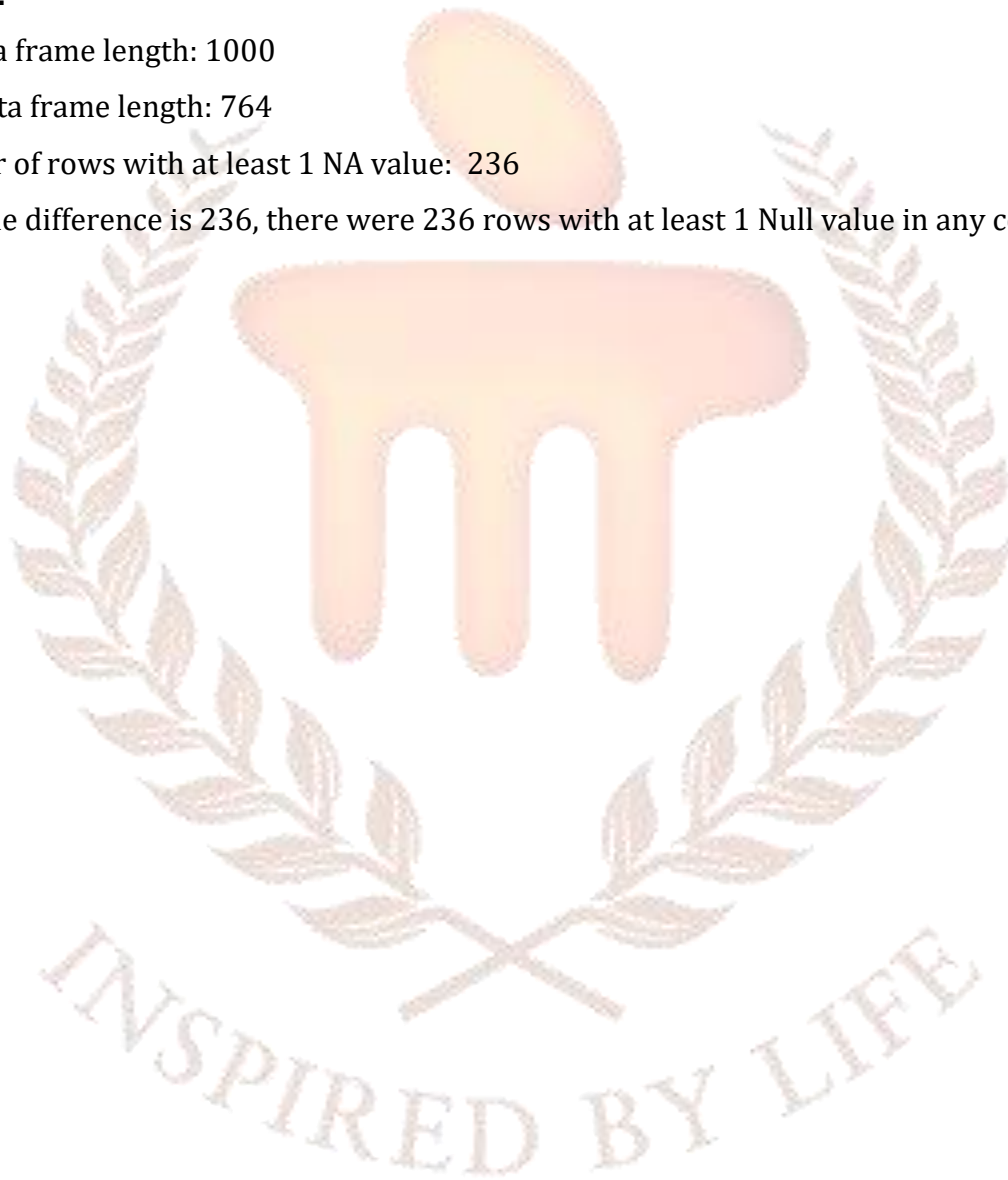 a frame length: 1000
ta frame length: 764
r of rows with at least 1 NA value: 236
e difference is 236, there were 236 rows with at least 1 Null value in any c
INSPIRED BY LIFE